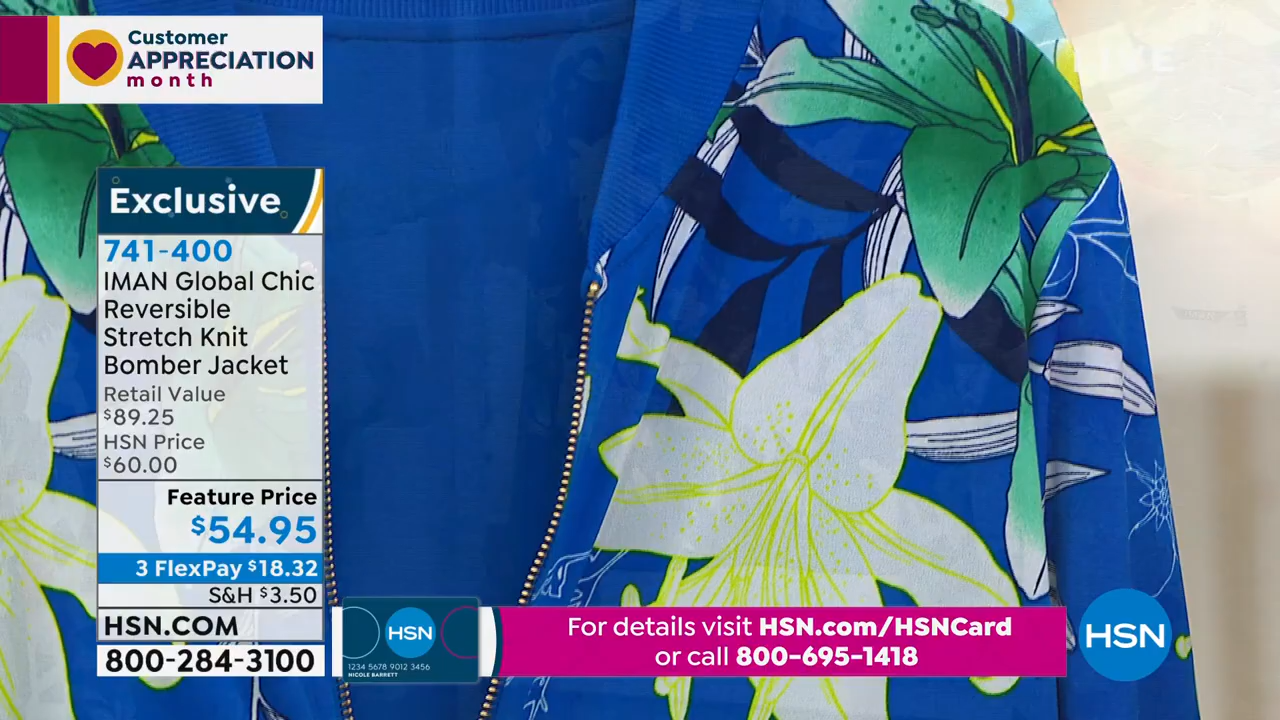 Customer
APPRECIATION
month
LIVE
Exclusive
741-400
IMAN Global Chic
Reversible
Stretch Knit
Bomber Jacket
Retail Value
$89.25
HSN Price
$60.00
Feature Price
$54.95
3 FlexPay $18.32
S&H $3.50
HSN.COM
800-284-3100
HSN
1234 5678 9012 3456
NICOLE BARRETT
For details visit HSN.com/HSNCard
or call 800-695-1418
HSN